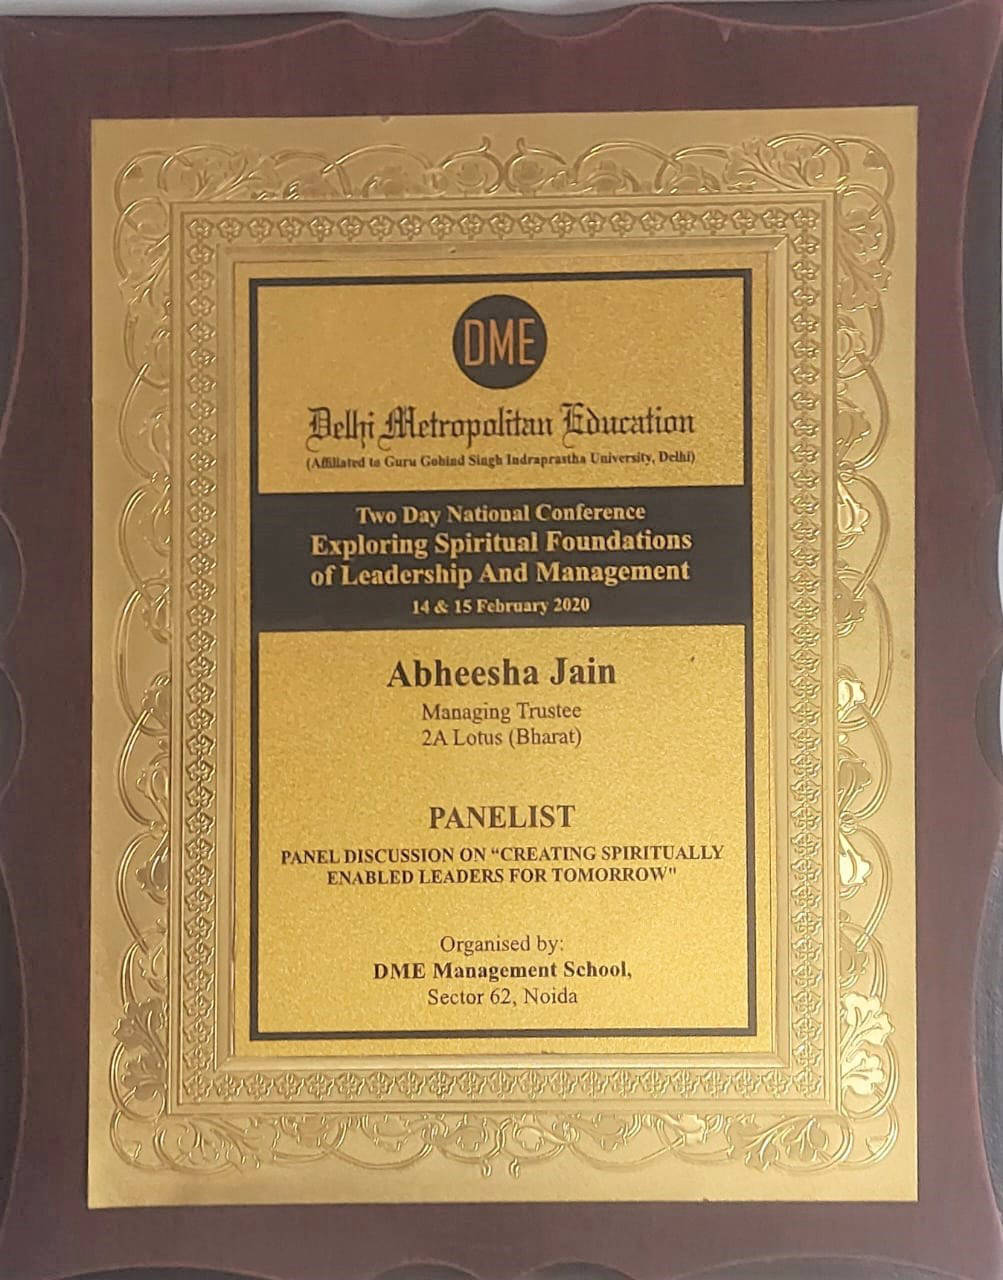 DME
Delhi Metropolitan Education
(Affiliated to Guru Gobind Singh Indraprastha University, Delhi)
Two Day National Conference
Exploring Spiritual Foundations
of Leadership And Management
14 & 15 February 2020
Abheesha Jain
Managing Trustee
2A Lotus (Bharat)
PANELIST
PANEL DISCUSSION ON “CREATING SPIRITUALLY
ENABLED LEADERS FOR TOMORROW"
Organised by:
DME Management School,
Sector 62, Noida